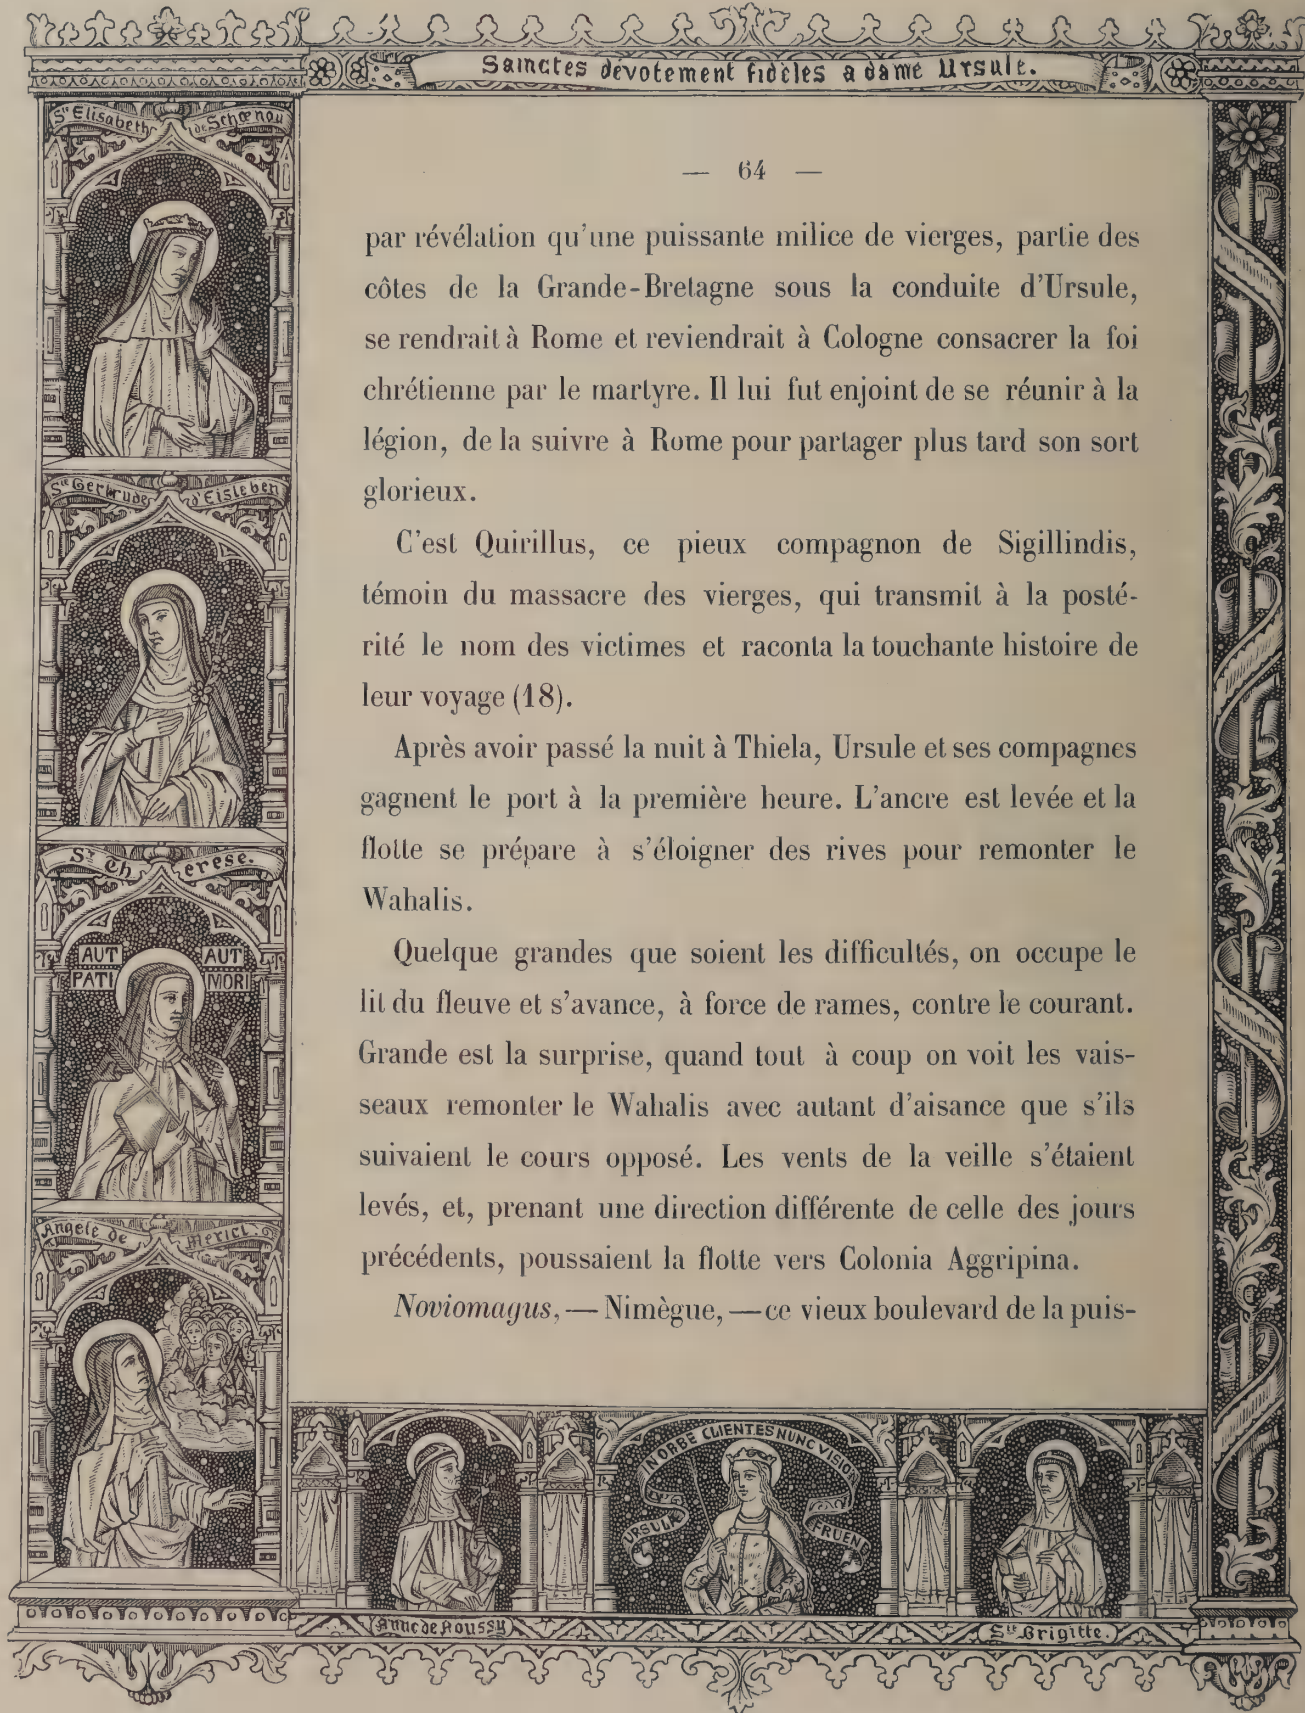 Sainctes dévotement fidèles a dame Ursule.
Ste Elisabeth de Schœnou
Ste Gertrude d'Eisleben
Ste Therese.
AUT PATI
AUT MORI
Angele de Merici
— 64 —
par révélation qu'une puissante milice de vierges, partie des
côtes de la Grande-Bretagne sous la conduite d'Ursule,
se rendrait à Rome et reviendrait à Cologne consacrer la foi
chrétienne par le martyre. Il lui fut enjoint de se réunir à la
légion, de la suivre à Rome pour partager plus tard son sort
glorieux.
C'est Quirillus, ce pieux compagnon de Sigillindis,
témoin du massacre des vierges, qui transmit à la posté-
rité le nom des victimes et raconta la touchante histoire de
leur voyage (18).
Après avoir passé la nuit à Thiela, Ursule et ses compagnes
gagnent le port à la première heure. L'ancre est levée et la
flotte se prépare à s'éloigner des rives pour remonter le
Wahalis.
Quelque grandes que soient les difficultés, on occupe le
lit du fleuve et s'avance, à force de rames, contre le courant.
Grande est la surprise, quand tout à coup on voit les vais-
seaux remonter le Wahalis avec autant d'aisance que s'ils
suivaient le cours opposé. Les vents de la veille s'étaient
levés, et, prenant une direction différente de celle des jours
précédents, poussaient la flotte vers Colonia Aggripina.
Noviomagus, — Nimègue, — ce vieux boulevard de la puis-
URSULÆ IN ORBE CLIENTES NUNC VISION FRUEN
Anne de Roussy
Ste Brigitte.